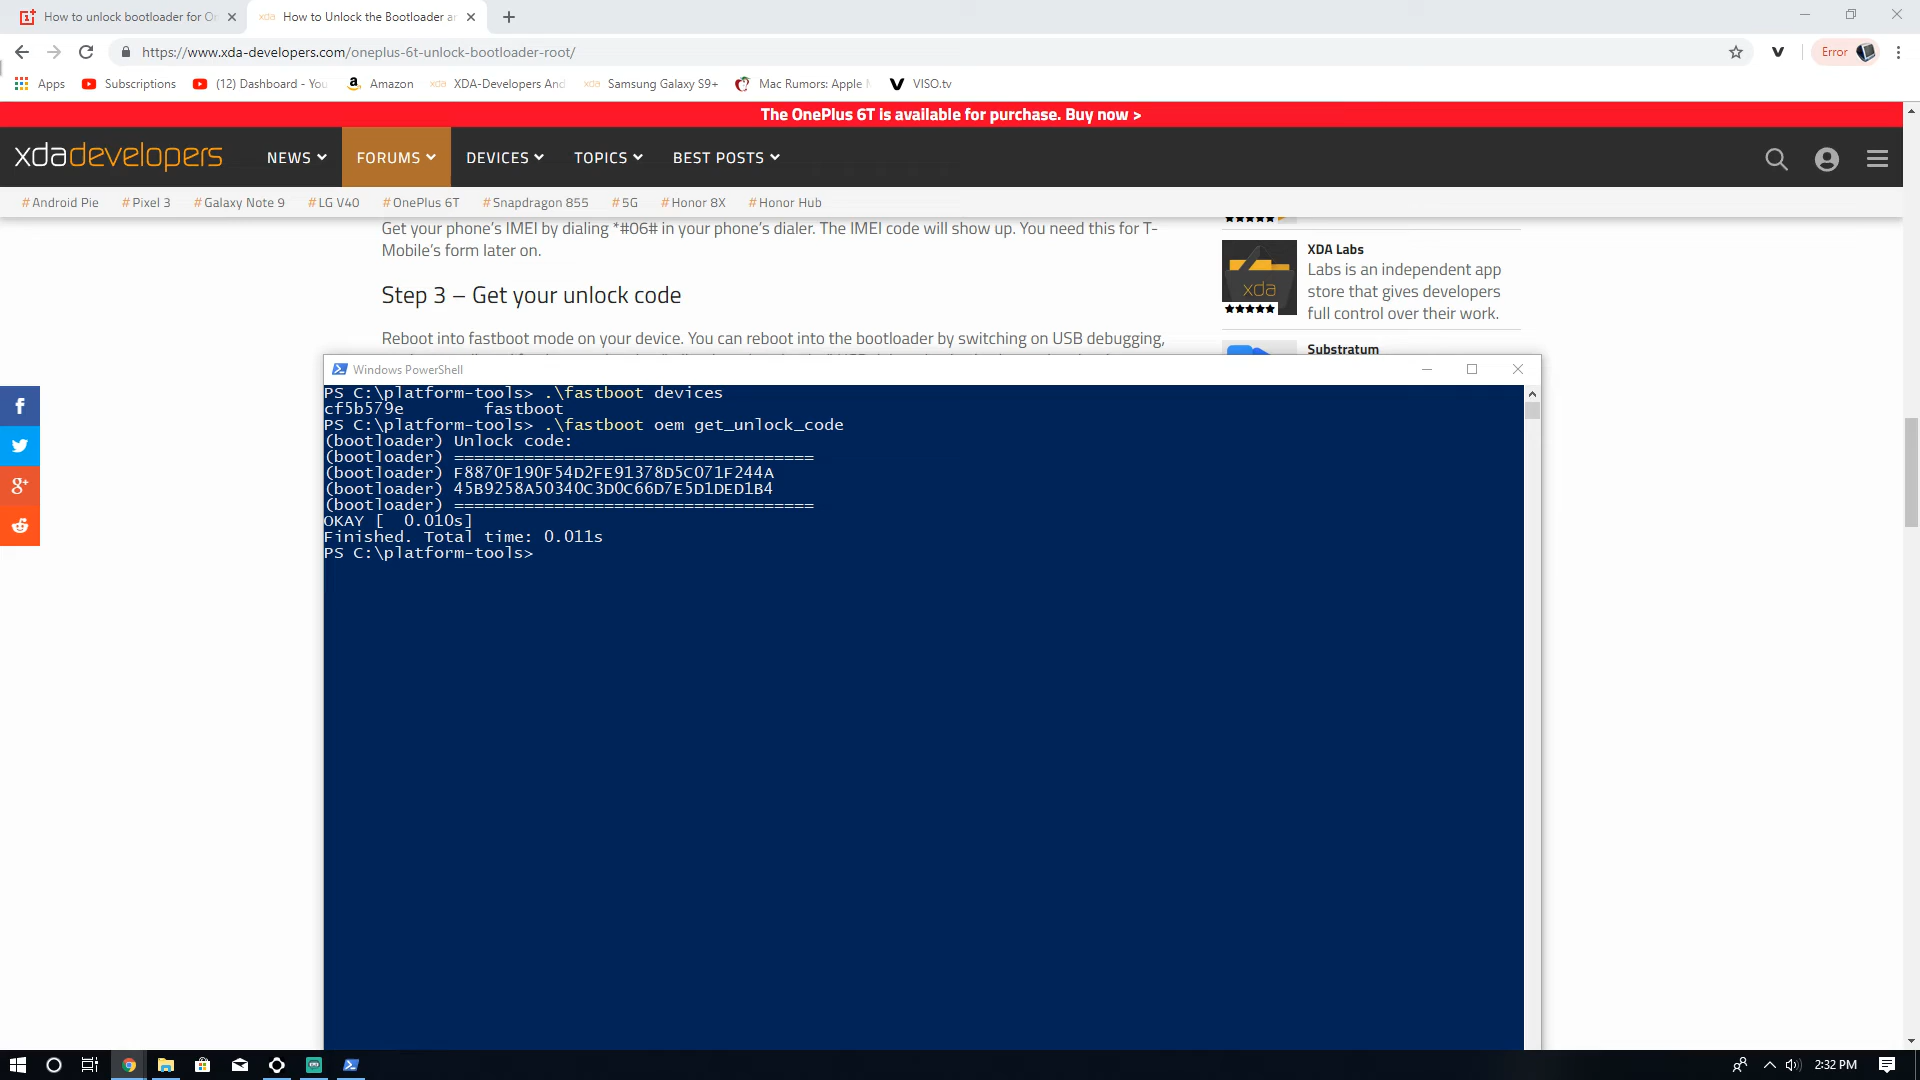 How to unlock bootloader for O
How to Unlock the Bootloader a
https://www.xda-developers.com/oneplus-6t-unlock-bootloader-root/
Error
Apps
Subscriptions
(12) Dashboard - You
Amazon
XDA-Developers And
Samsung Galaxy S9+
Mac Rumors: Apple
VISO.tv
The OnePlus 6T is available for purchase. Buy now >
xdadevelopers
NEWS
FORUMS
DEVICES
TOPICS
BEST POSTS
#Android Pie
#Pixel 3
#Galaxy Note 9
#LG V40
#OnePlus 6T
#Snapdragon 855
#5G
#Honor 8X
#Honor Hub
Get your phone's IMEI by dialing *#06# in your phone's dialer. The IMEI code will show up. You need this for T-
Mobile's form later on.
Step 3 – Get your unlock code
Reboot into fastboot mode on your device. You can reboot into the bootloader by switching on USB debugging,
xda
XDA Labs
Labs is an independent app
store that gives developers
full control over their work.
Substratum
Windows PowerShell
PS C:\platform-tools> .\fastboot devices
cf5b579e        fastboot
PS C:\platform-tools> .\fastboot oem get_unlock_code
(bootloader) Unlock code:
(bootloader) ====================================
(bootloader) F8870F190F54D2FE91378D5C071F244A
(bootloader) 45B9258A50340C3D0C66D7E5D1DED1B4
(bootloader) ====================================
OKAY [  0.010s]
Finished. Total time: 0.011s
PS C:\platform-tools>
2:32 PM